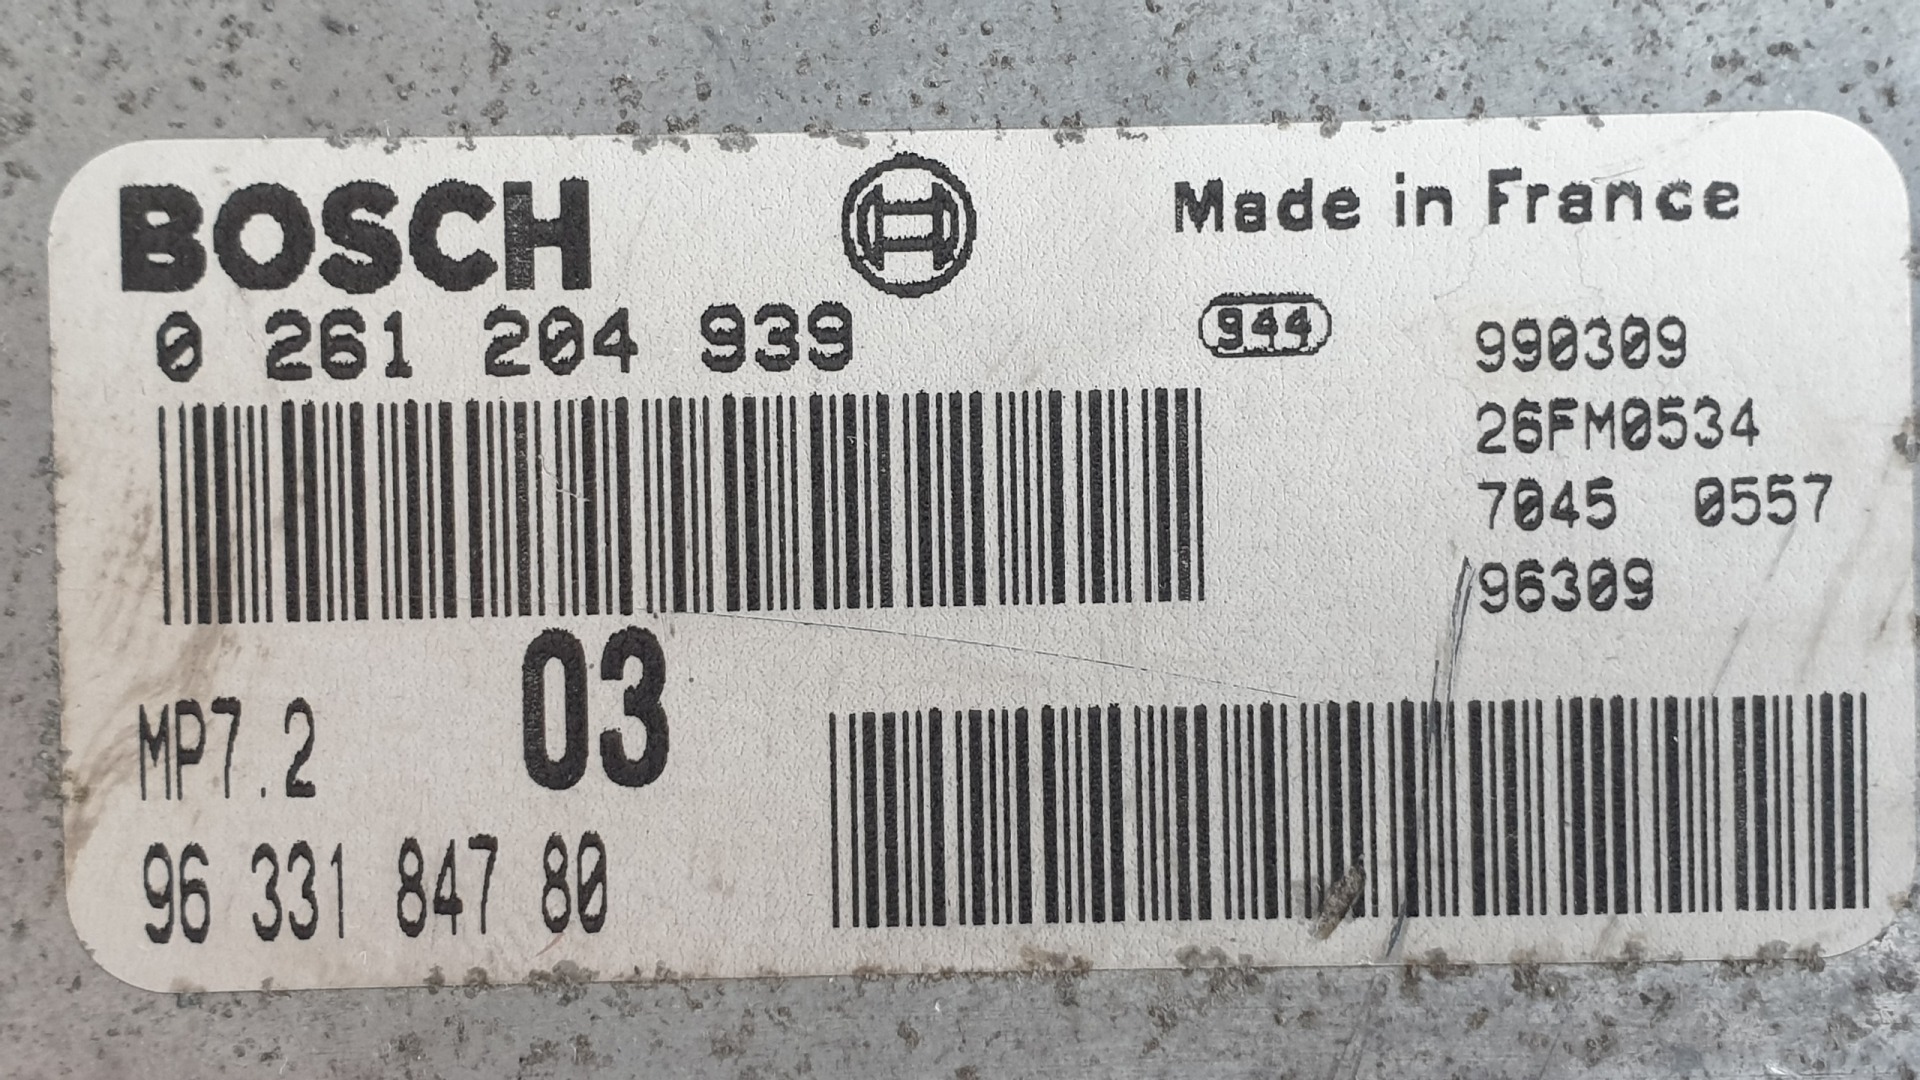 BOSCH
Made in France
0 261 204 939
944
990309
26FM0534
7045 0557
96309
03
MP7.2
96 331 847 80